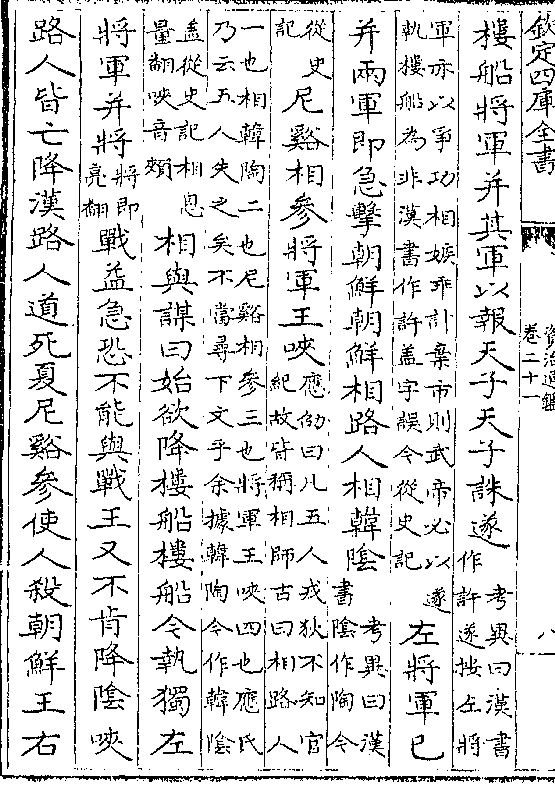 欽定四庫全書
資治通鑑
卷二十一
八
樓船將軍并其軍以報天子天子誅遂
考異曰漢書
作許遂按左將
軍亦以爭功相嫉乖計棄市則武帝必以遂
執樓船為非漢書作許盖字誤今從史記
左將軍已
并兩軍即急擊朝鮮朝鮮相路人相韓陰
考異曰漢
書陰作陶今
從史
記
尼谿相參將軍王唊
應劭曰凡五人戎狄不知官
紀故皆稱相師古曰相路人
一也相韓陶二也尼谿相參三也將軍王唊四也應氏
乃云五人失之矣不當尋下文乎余據韓陶今作韓陰
盖從史記相息
量翻唊音頰
相與謀曰始欲降樓船樓船今執獨左
將軍并將
將即
亮翻
戰益急恐不能與戰王又不肯降陰唊
路人皆亡降漢路人道死夏尼谿參使人殺朝鮮王右